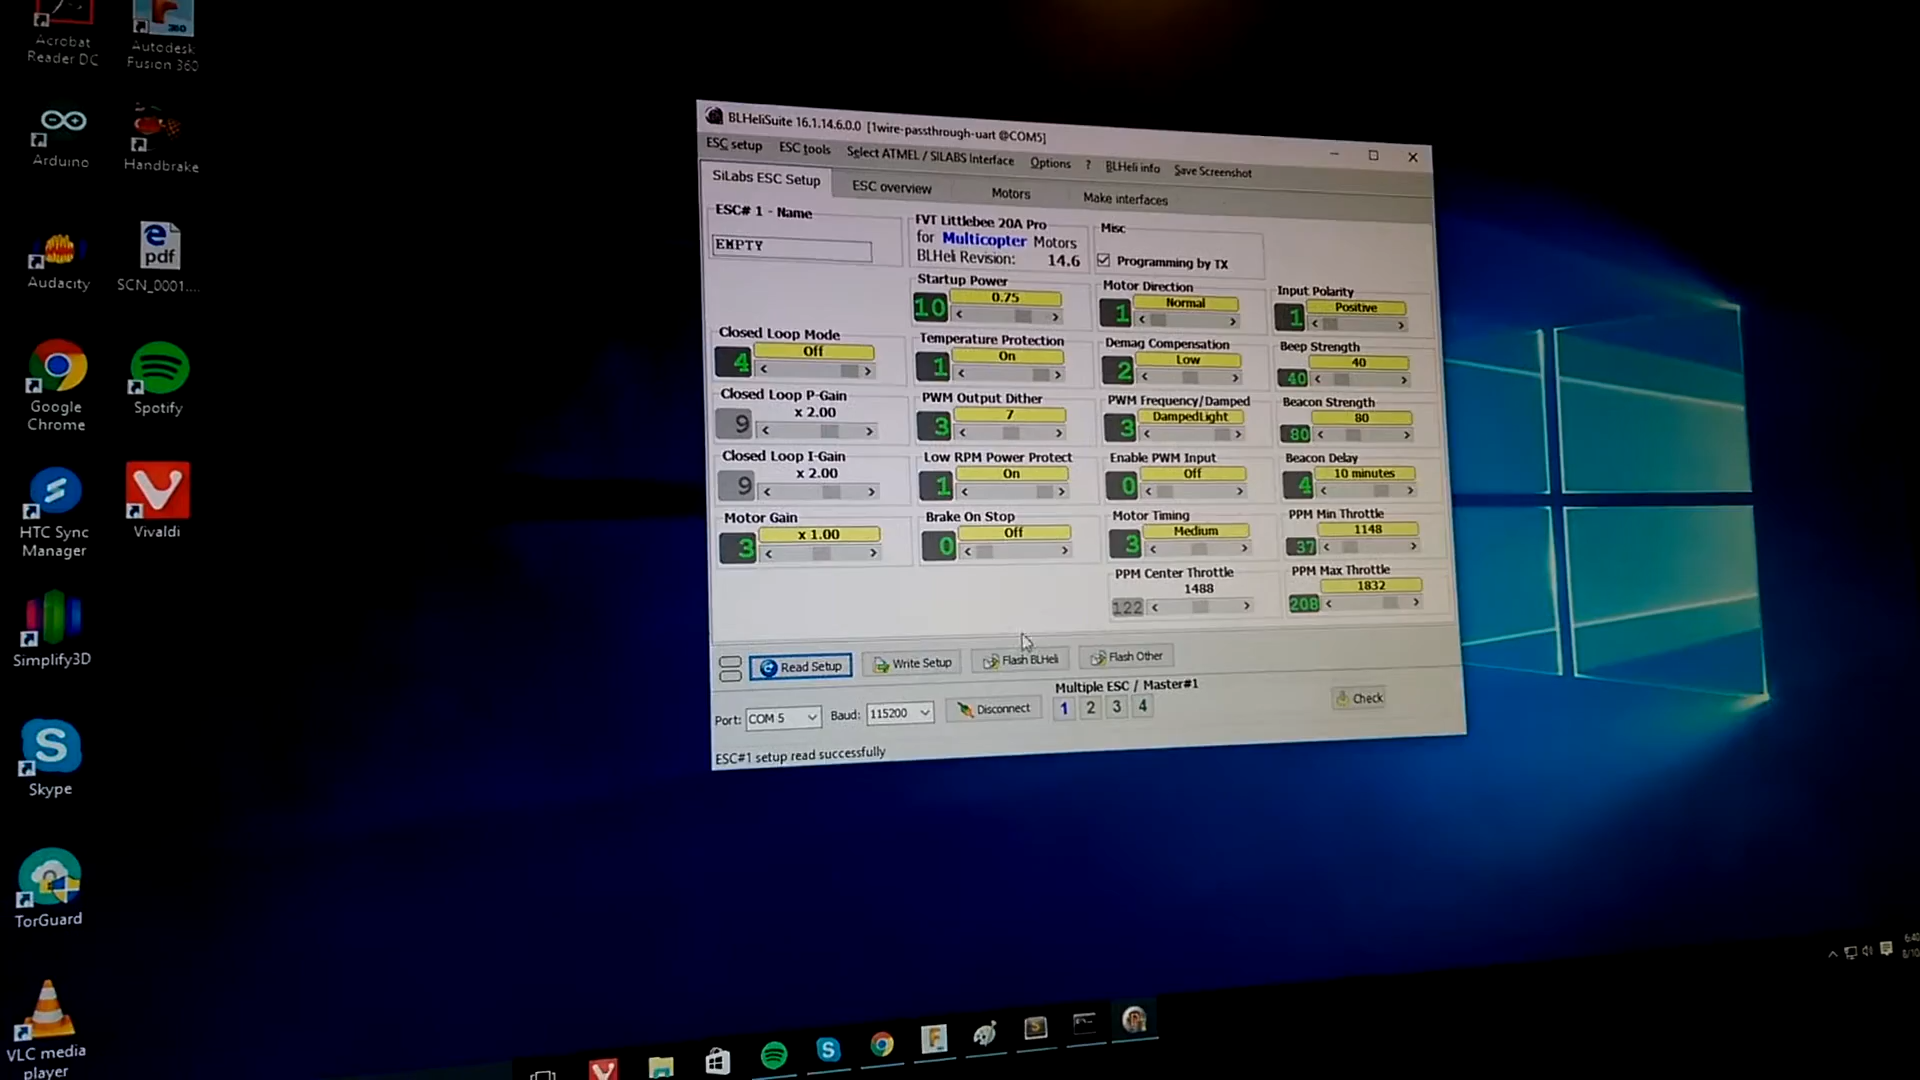 Acrobat
Reader DC
Autodesk
Fusion 360
Arduino
Handbrake
Audacity
pdf
SCN_0001....
Google
Chrome
Spotify
HTC Sync
Manager
Vivaldi
Simplify3D
Skype
TorGuard
VLC media
player
BLHeliSuite 16.1.14.6.0.0 [1wire-passthrough-uart @COM5]
ESC setup ESC tools Select ATMEL / SILABS Interface Options ? BLHeli info Save Screenshot
SiLabs ESC Setup ESC overview Motors Make interfaces
ESC# 1 - Name
EMPTY
FVT Littlebee 20A Pro
for Multicopter Motors
BLHeli Revision: 14.6
Misc
Programming by TX
Startup Power
10 0.75
Motor Direction
1 Normal
Input Polarity
1 Positive
Closed Loop Mode
4 Off
Temperature Protection
1 On
Demag Compensation
2 Low
Beep Strength
40 40
Closed Loop P-Gain
9 x 2.00
PWM Output Dither
3 7
PWM Frequency/Damped
3 DampedLight
Beacon Strength
80 80
Closed Loop I-Gain
9 x 2.00
Low RPM Power Protect
1 On
Enable PWM Input
0 Off
Beacon Delay
4 10 minutes
Motor Gain
3 x 1.00
Brake On Stop
0 Off
Motor Timing
3 Medium
PPM Min Throttle
37 1148
PPM Center Throttle
122 1488
PPM Max Throttle
208 1832
Read Setup Write Setup Flash BLHeli Flash Other
Multiple ESC / Master#1
Port: COM 5 Baud: 115200 Disconnect 1 2 3 4 Check
ESC#1 setup read successfully